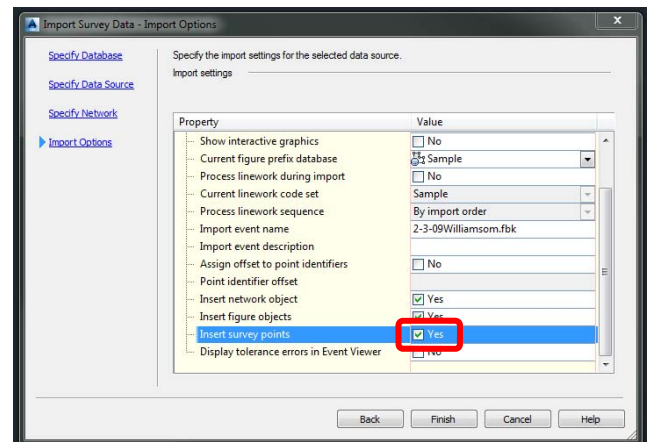 Import Survey Data - Import Options
Specify Database
Specify the import settings for the selected data source.
Import settings
Specify Data Source
Specify Network
Import Options
Property Value
Show interactive graphics No
Current figure prefix database Sample
Process linework during import No
Current linework code set Sample
Process linework sequence By import order
Import event name 2-3-09Williamsom.fbk
Import event description
Assign offset to point identifiers No
Point identifier offset
Insert network object Yes
Insert figure objects Yes
Insert survey points Yes
Display tolerance errors in Event Viewer No
Back Finish Cancel Help